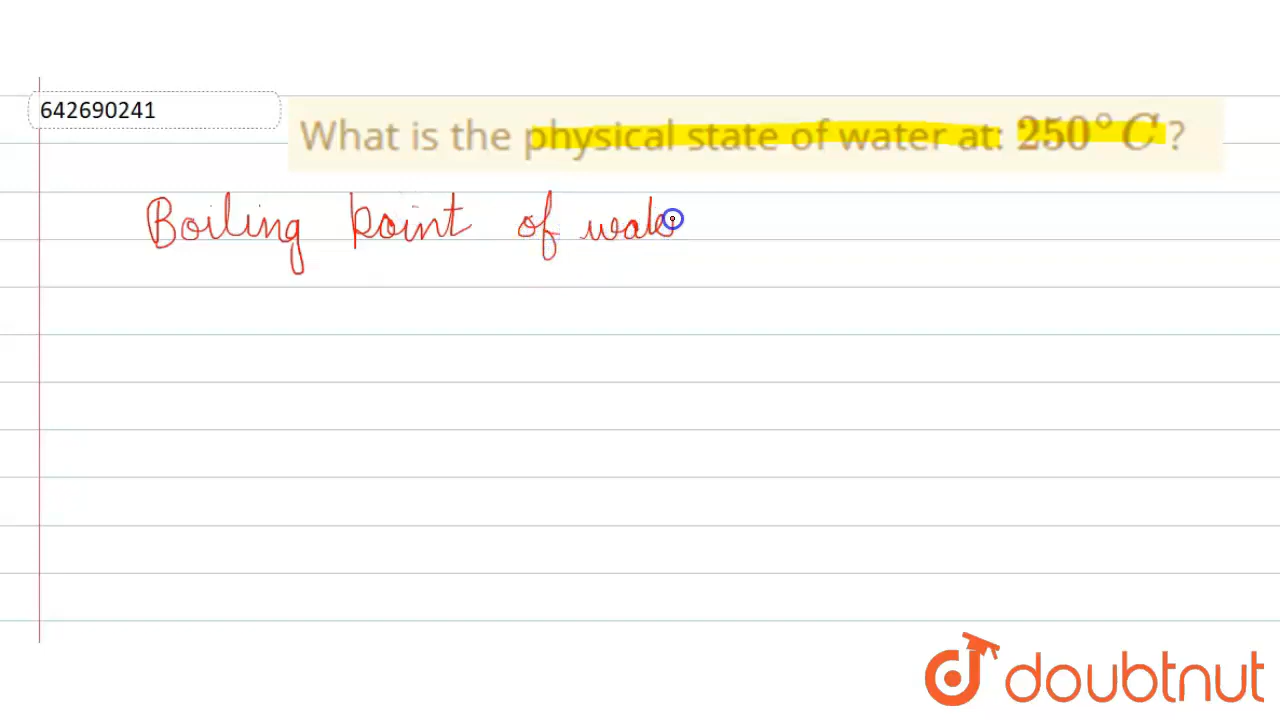 642690241
What is the physical state of water at: 250° C ?
Boiling point of wate
doubtnut